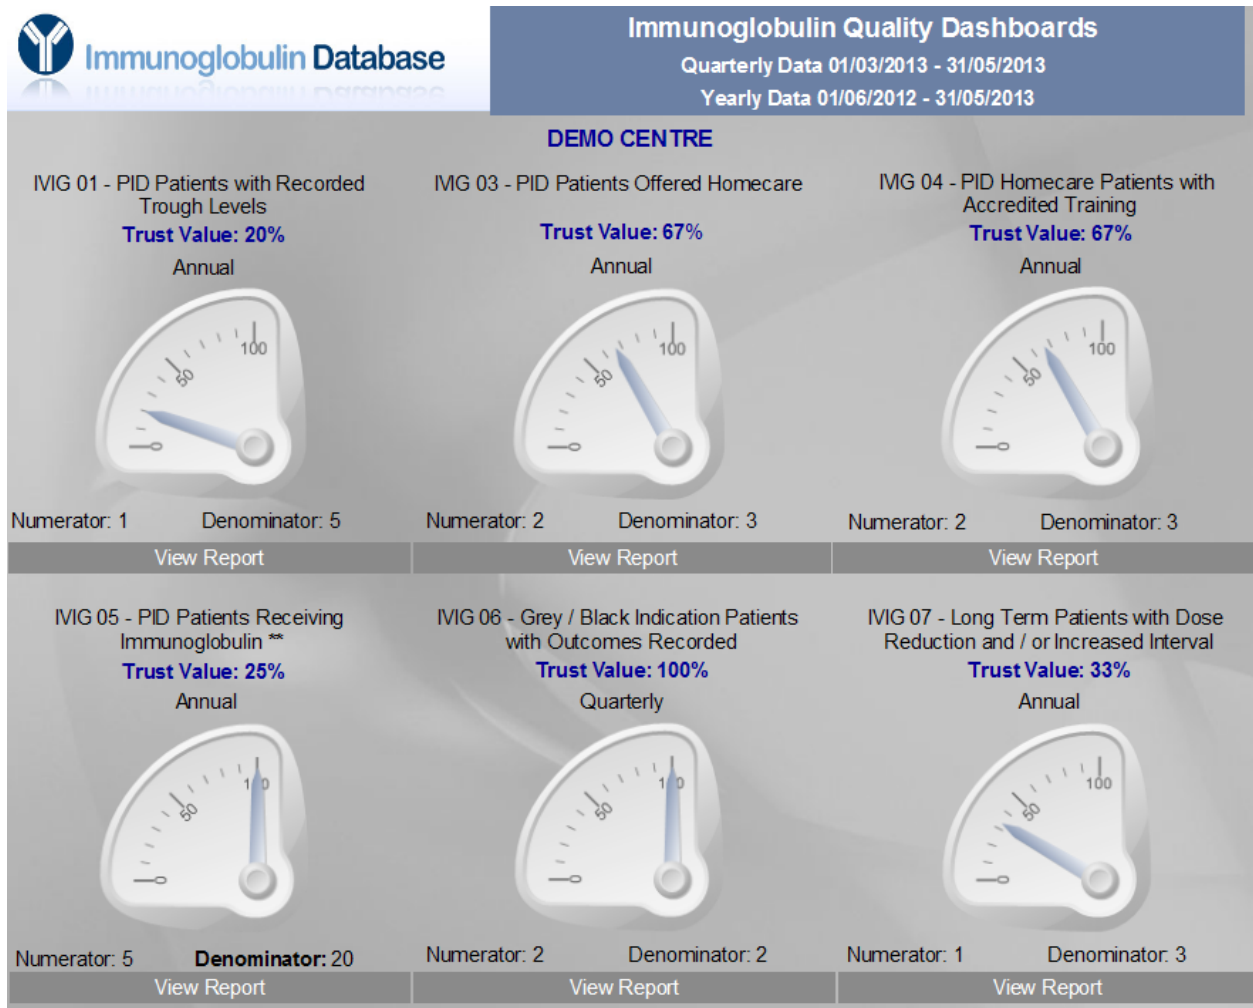 Immunoglobulin Database
Immunoglobulin Quality Dashboards
Quarterly Data 01/03/2013 - 31/05/2013
Yearly Data 01/06/2012 - 31/05/2013
DEMO CENTRE
IVIG 01 - PID Patients with Recorded
Trough Levels
Trust Value: 20%
Annual
0
50
100
Numerator: 1 Denominator: 5
View Report
IVIG 03 - PID Patients Offered Homecare
Trust Value: 67%
Annual
0
50
100
Numerator: 2 Denominator: 3
View Report
IVIG 04 - PID Homecare Patients with
Accredited Training
Trust Value: 67%
Annual
0
50
100
Numerator: 2 Denominator: 3
View Report
IVIG 05 - PID Patients Receiving
Immunoglobulin **
Trust Value: 25%
Annual
0
50
100
Numerator: 5 Denominator: 20
View Report
IVIG 06 - Grey / Black Indication Patients
with Outcomes Recorded
Trust Value: 100%
Quarterly
0
50
100
Numerator: 2 Denominator: 2
View Report
IVIG 07 - Long Term Patients with Dose
Reduction and / or Increased Interval
Trust Value: 33%
Annual
0
50
100
Numerator: 1 Denominator: 3
View Report